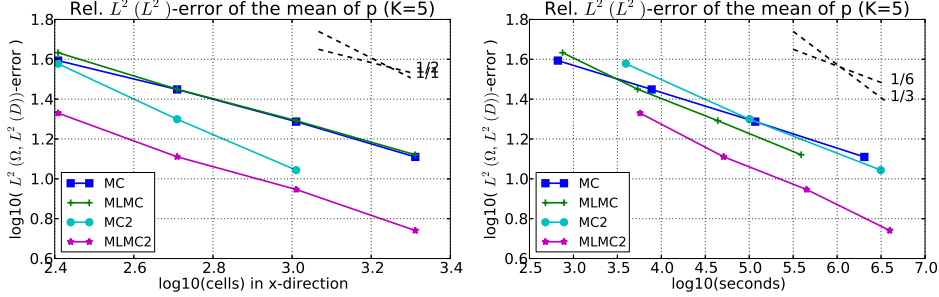 Rel. L² (L² )-error of the mean of p (K=5)
log10( L² (Ω, L² (D))-error )
1.8
1.6
1.4
1.2
1.0
0.8
0.6
1/2
1/1
MC
MLMC
MC2
MLMC2
2.4 2.6 2.8 3.0 3.2 3.4
log10(cells) in x-direction
Rel. L² (L² )-error of the mean of p (K=5)
log10( L² (Ω, L² (D))-error )
1.8
1.6
1.4
1.2
1.0
0.8
0.6
1/6
1/3
MC
MLMC
MC2
MLMC2
2.5 3.0 3.5 4.0 4.5 5.0 5.5 6.0 6.5 7.0
log10(seconds)